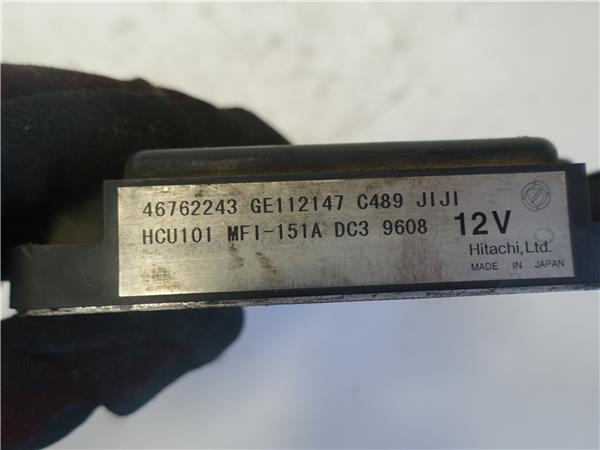 46762243 GE112147 C489 JIJI
HCU101 MFI-151A DC3 9608 12V
Hitachi, Ltd.
MADE IN JAPAN